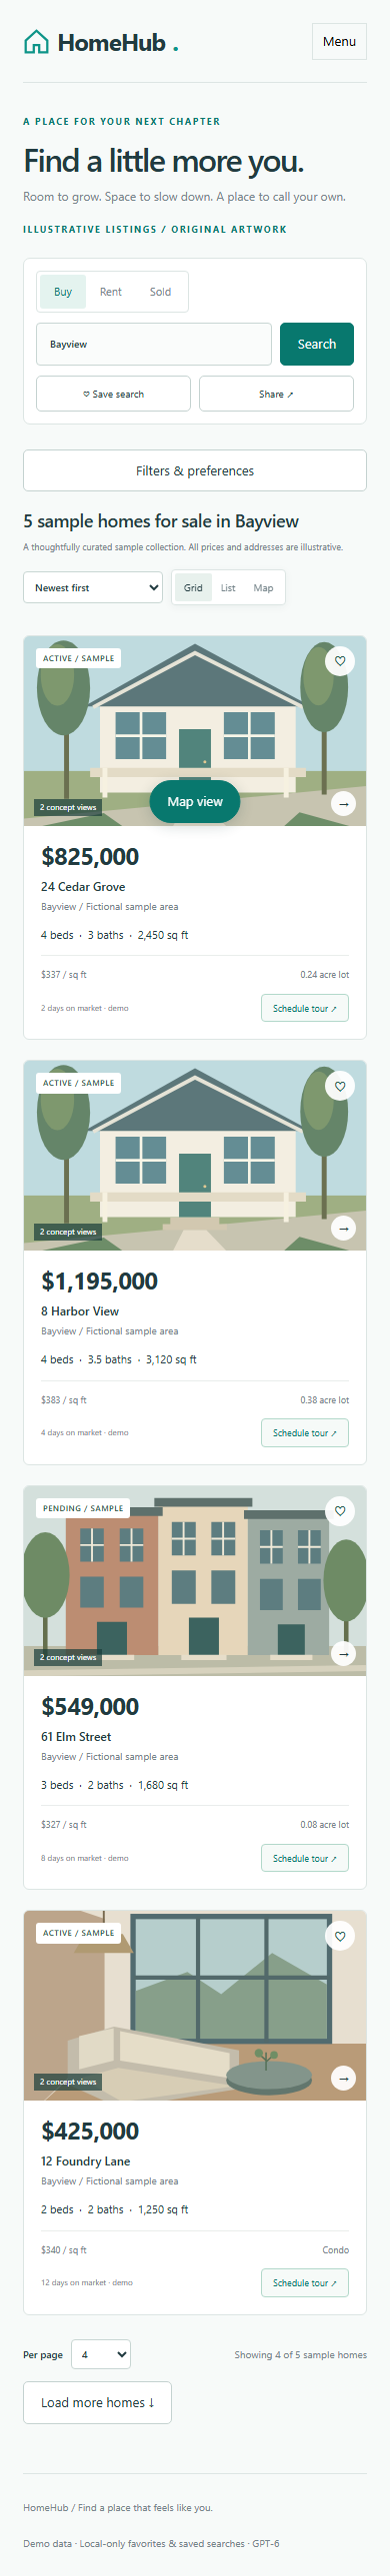 HomeHub .
Menu
A PLACE FOR YOUR NEXT CHAPTER
Find a little more you.
Room to grow. Space to slow down. A place to call your own.
ILLUSTRATIVE LISTINGS / ORIGINAL ARTWORK
Buy Rent Sold
Bayview
Search
♡ Save search
Share ↗
Filters & preferences
5 sample homes for sale in Bayview
A thoughtfully curated sample collection. All prices and addresses are illustrative.
Newest first
Grid List Map
ACTIVE / SAMPLE
2 concept views
Map view
→
$825,000
24 Cedar Grove
Bayview / Fictional sample area
4 beds · 3 baths · 2,450 sq ft
$337 / sq ft
0.24 acre lot
2 days on market · demo
Schedule tour ↗
ACTIVE / SAMPLE
2 concept views
→
$1,195,000
8 Harbor View
Bayview / Fictional sample area
4 beds · 3.5 baths · 3,120 sq ft
$383 / sq ft
0.38 acre lot
4 days on market · demo
Schedule tour ↗
PENDING / SAMPLE
2 concept views
→
$549,000
61 Elm Street
Bayview / Fictional sample area
3 beds · 2 baths · 1,680 sq ft
$327 / sq ft
0.08 acre lot
8 days on market · demo
Schedule tour ↗
ACTIVE / SAMPLE
2 concept views
→
$425,000
12 Foundry Lane
Bayview / Fictional sample area
2 beds · 2 baths · 1,250 sq ft
$340 / sq ft
Condo
12 days on market · demo
Schedule tour ↗
Per page 4
Showing 4 of 5 sample homes
Load more homes ↓
HomeHub / Find a place that feels like you.
Demo data · Local-only favorites & saved searches · GPT-6